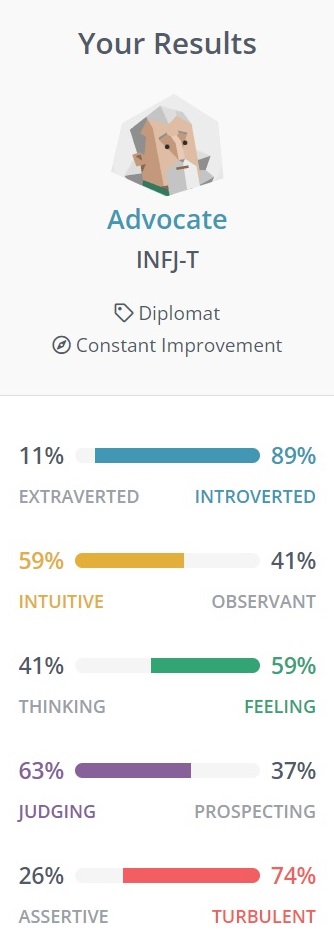 Your Results
Advocate
INFJ-T
Diplomat
Constant Improvement
11% 89%
EXTRAVERTED INTROVERTED
59% 41%
INTUITIVE OBSERVANT
41% 59%
THINKING FEELING
63% 37%
JUDGING PROSPECTING
26% 74%
ASSERTIVE TURBULENT